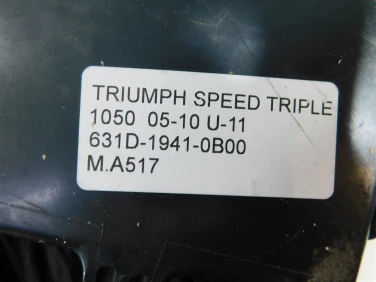 TRIUMPH SPEED TRIPLE
1050 05-10 U-11
631D-1941-0B00
M.A517